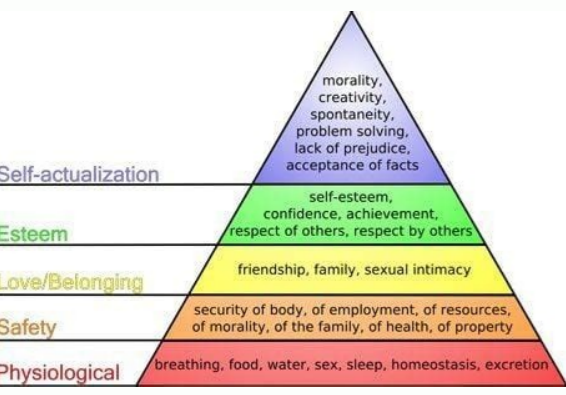 morality,
creativity,
spontaneity,
problem solving,
lack of prejudice,
acceptance of facts
Self-actualization
self-esteem,
confidence, achievement,
respect of others, respect by others
Esteem
friendship, family, sexual intimacy
Love/Belonging
security of body, of employment, of resources,
of morality, of the family, of health, of property
Safety
breathing, food, water, sex, sleep, homeostasis, excretion
Physiological